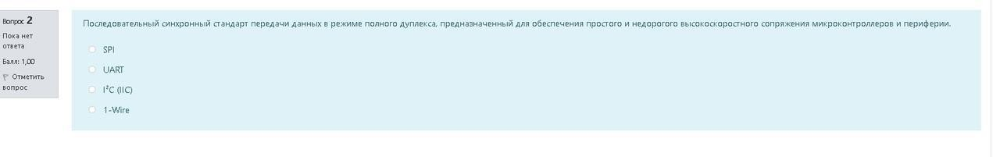 Вопрос 2
Пока нет
ответа
Балл: 1,00
Отметить
вопрос
Последовательный синхронный стандарт передачи данных в режиме полного дуплекса, предназначенный для обеспечения простого и недорогого высокоскоростного сопряжения микроконтроллеров и периферии.
SPI
UART
I²C (IIC)
1-Wire